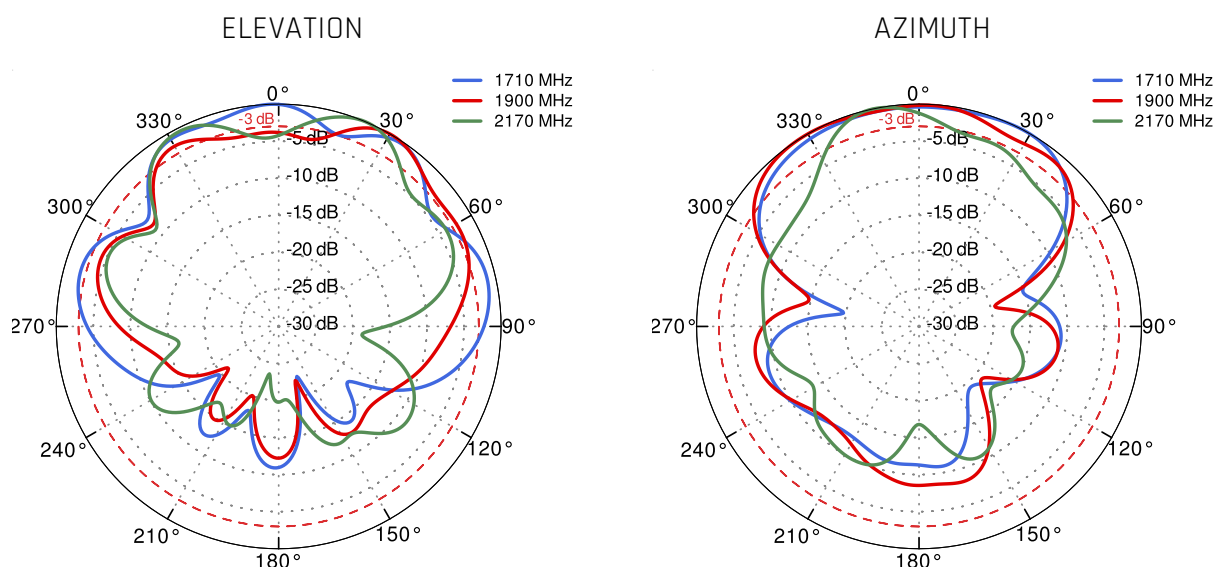 ELEVATION
1710 MHz
1900 MHz
2170 MHz
0°
30°
60°
90°
120°
150°
180°
210°
240°
270°
300°
330°
-3 dB
-5 dB
-10 dB
-15 dB
-20 dB
-25 dB
-30 dB
AZIMUTH
1710 MHz
1900 MHz
2170 MHz
0°
30°
60°
90°
120°
150°
180°
210°
240°
270°
300°
330°
-3 dB
-5 dB
-10 dB
-15 dB
-20 dB
-25 dB
-30 dB